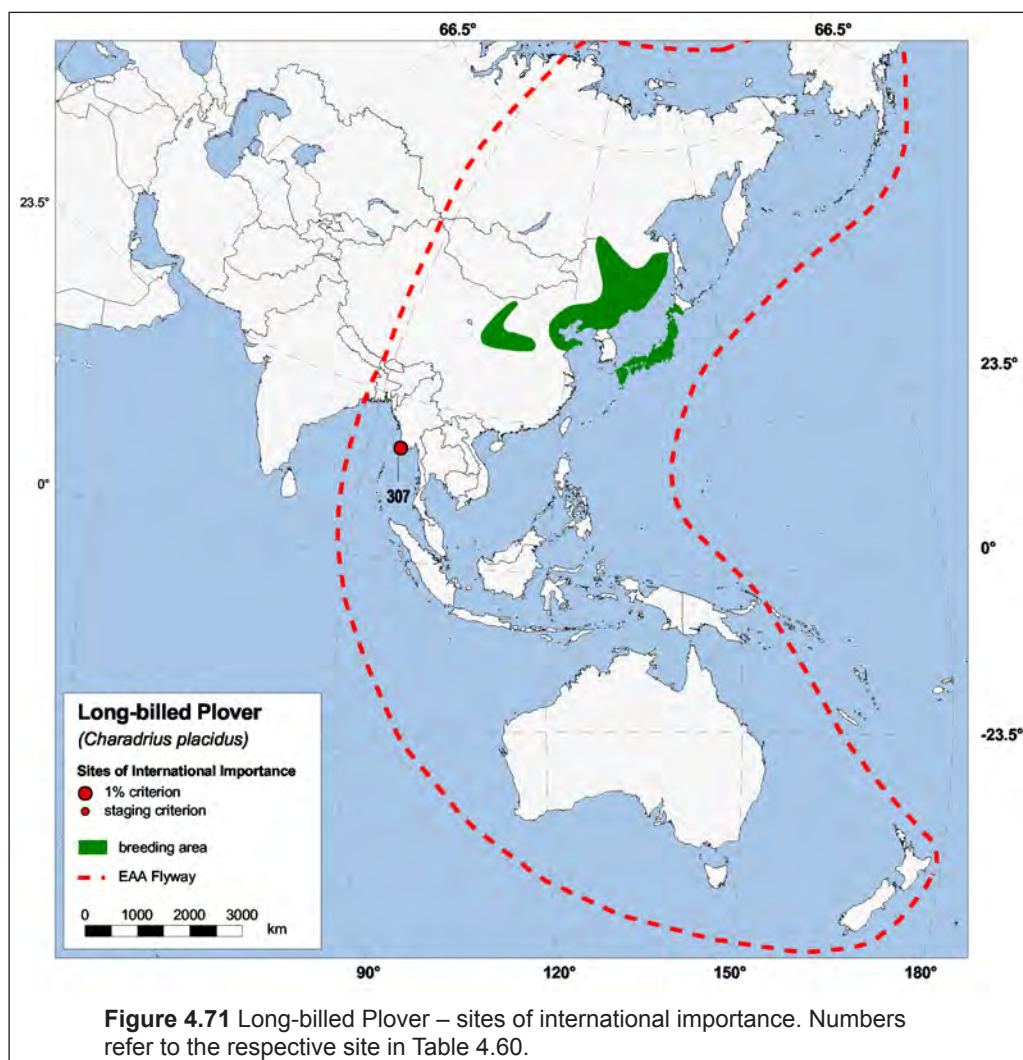 66.5°
66.5°
23.5°
23.5°
0°
307
0°
-23.5°
Long-billed Plover
(Charadrius placidus)
Sites of International Importance
1% criterion
staging criterion
breeding area
EAA Flyway
0 1000 2000 3000
km
90° 120° 150° 180°
Figure 4.71 Long-billed Plover – sites of international importance. Numbers
refer to the respective site in Table 4.60.